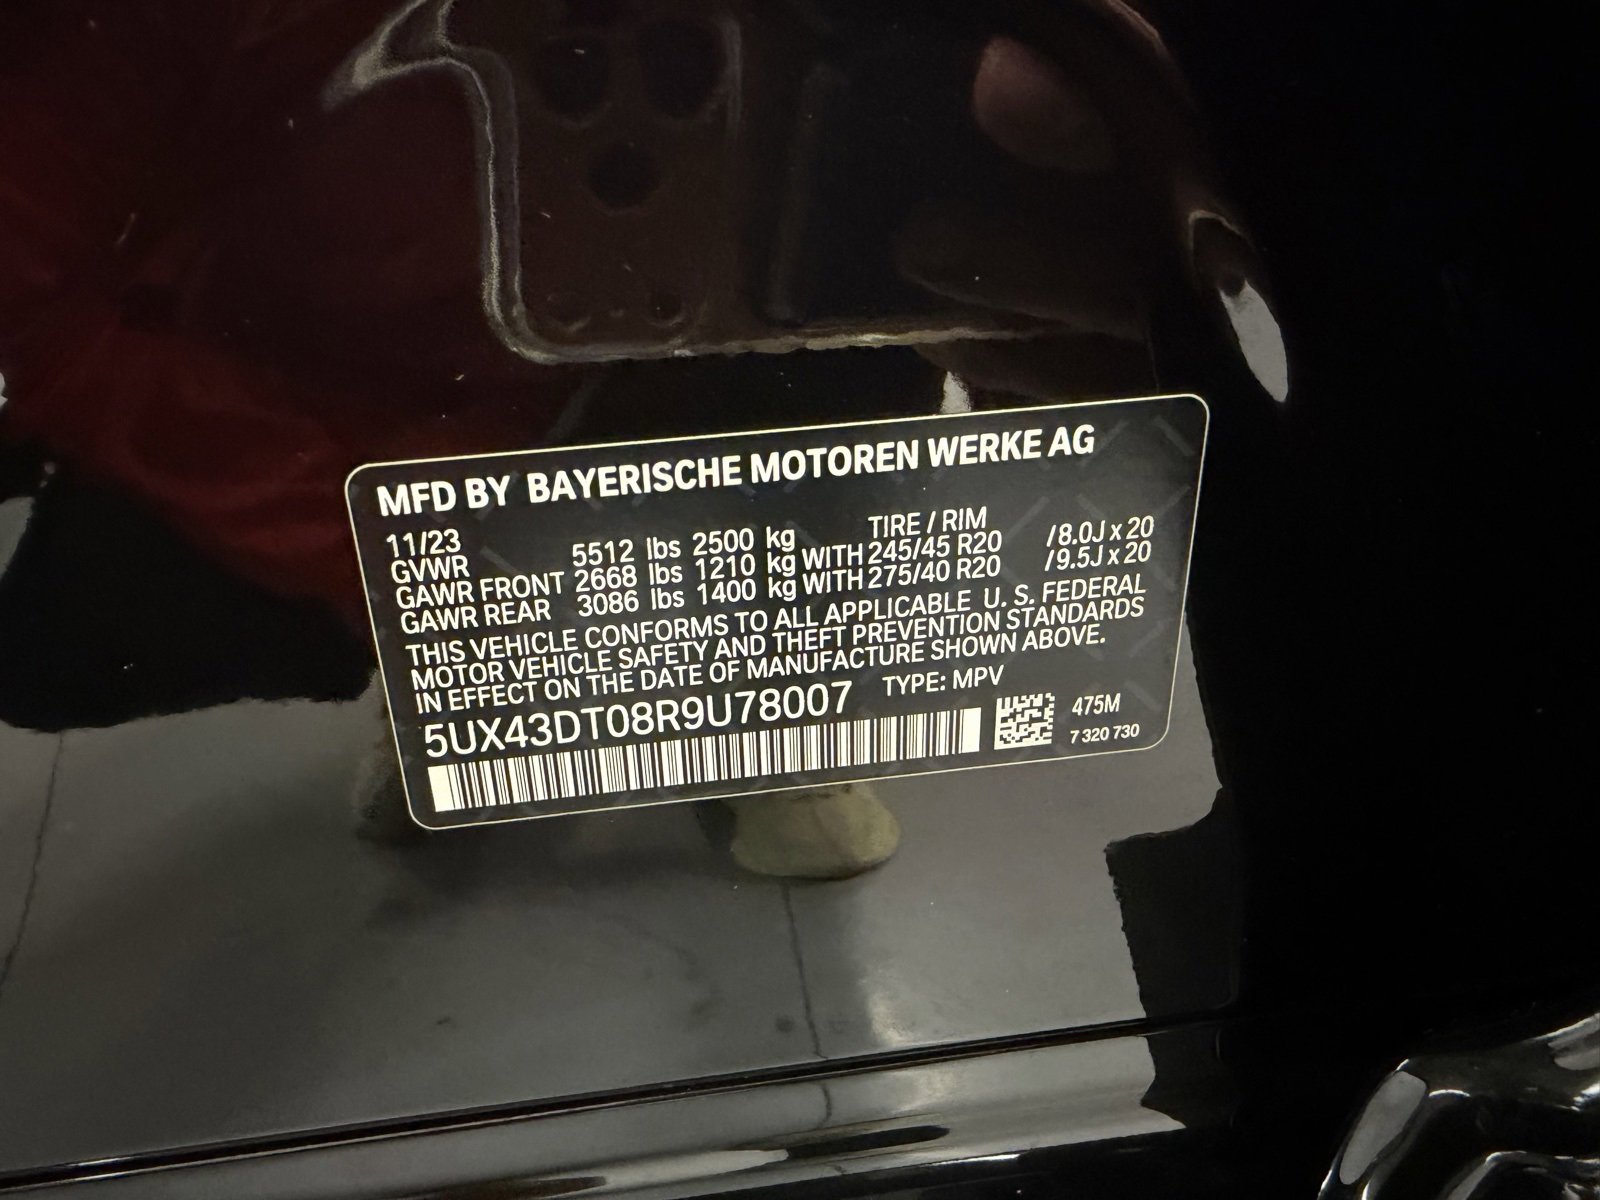 MFD BY BAYERISCHE MOTOREN WERKE AG
11/23 TIRE / RIM
GVWR 5512 lbs 2500 kg
GAWR FRONT 2668 lbs 1210 kg WITH 245/45 R20 /8.0J x 20
GAWR REAR 3086 lbs 1400 kg WITH 275/40 R20 /9.5J x 20
THIS VEHICLE CONFORMS TO ALL APPLICABLE U. S. FEDERAL
MOTOR VEHICLE SAFETY AND THEFT PREVENTION STANDARDS
IN EFFECT ON THE DATE OF MANUFACTURE SHOWN ABOVE.
5UX43DT08R9U78007 TYPE: MPV
475M
7 320 730